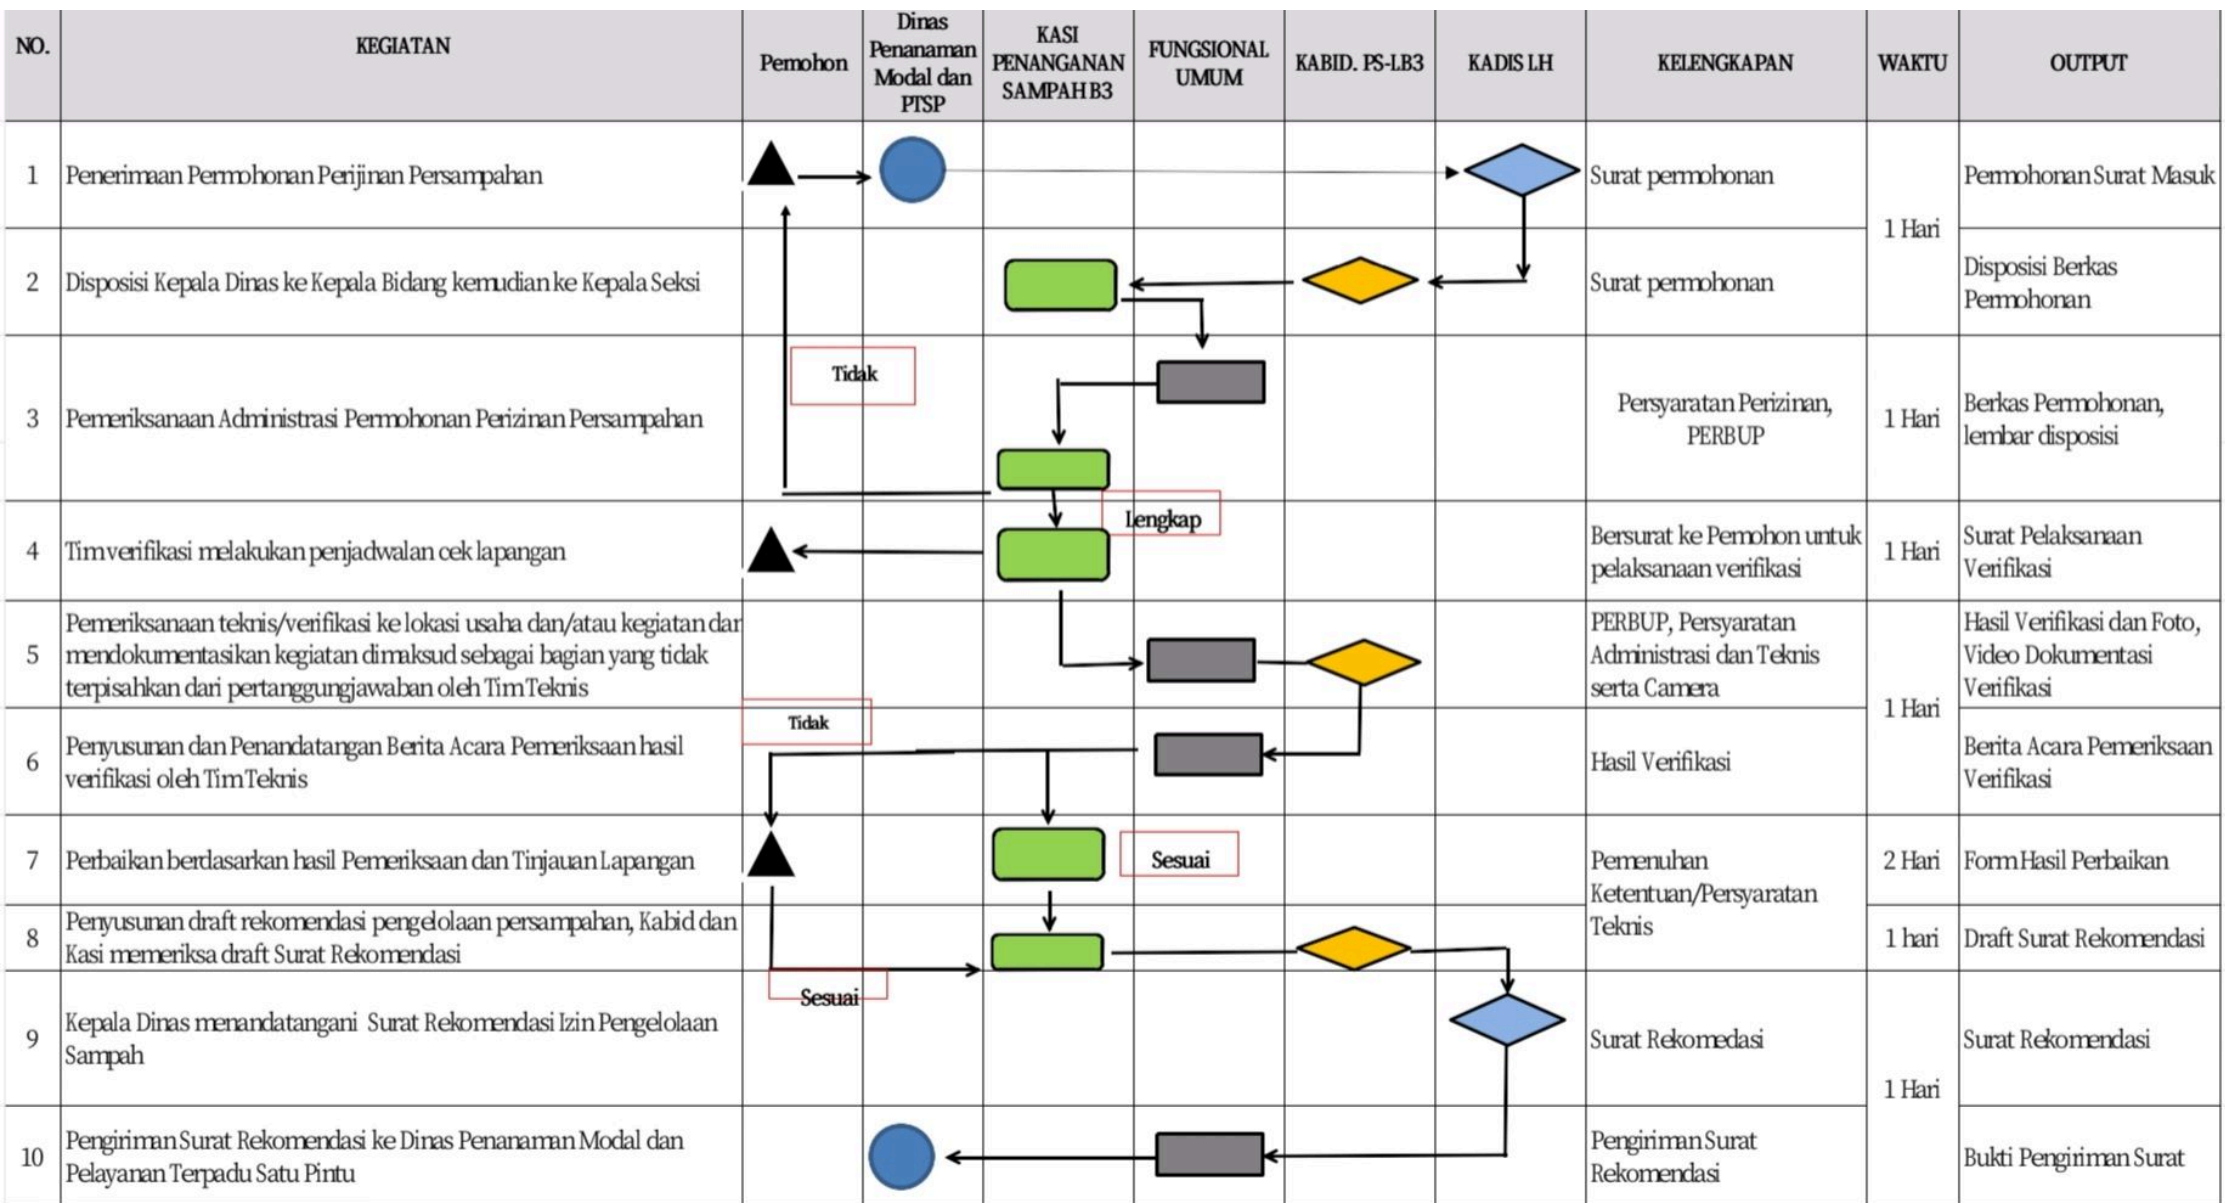 NO.
KEGIATAN
Pemohon
Dinas
Penanaman
Modal dan
PTSP
KASI
PENANGANAN
SAMPAH B3
FUNGSIONAL
UMUM
KABID. PS-LB3
KADIS LH
KELENGKAPAN
WAKTU
OUTPUT
1
Penerimaan Permohonan Perijinan Persampahan
Surat permohonan
1 Hari
Permohonan Surat Masuk
2
Disposisi Kepala Dinas ke Kepala Bidang kemudian ke Kepala Seksi
Surat permohonan
Disposisi Berkas
Permohonan
3
Pemeriksanaan Administrasi Permohonan Perizinan Persampahan
Tidak
Persyaratan Perizinan,
PERBUP
1 Hari
Berkas Permohonan,
lembar disposisi
Lengkap
4
Tim verifikasi melakukan penjadwalan cek lapangan
Bersurat ke Pemohon untuk
pelaksanaan verifikasi
1 Hari
Surat Pelaksanaan
Verifikasi
5
Pemeriksanaan teknis/verifikasi ke lokasi usaha dan/atau kegiatan dan
mendokumentasikan kegiatan dimaksud sebagai bagian yang tidak
terpisahkan dari pertanggungjawaban oleh Tim Teknis
PERBUP, Persyaratan
Administrasi dan Teknis
serta Camera
1 Hari
Hasil Verifikasi dan Foto,
Video Dokumentasi
Verifikasi
Tidak
6
Penyusunan dan Penandatangan Berita Acara Pemeriksaan hasil
verifikasi oleh Tim Teknis
Hasil Verifikasi
Berita Acara Pemeriksaan
Verifikasi
7
Perbaikan berdasarkan hasil Pemeriksaan dan Tinjauan Lapangan
Sesuai
Pemenuhan
Ketentuan/Persyaratan
Teknis
2 Hari
Form Hasil Perbaikan
8
Penyusunan draft rekomendasi pengelolaan persampahan, Kabid dan
Kasi memeriksa draft Surat Rekomendasi
1 hari
Draft Surat Rekomendasi
Sesuai
9
Kepala Dinas menandatangani Surat Rekomendasi Izin Pengelolaan
Sampah
Surat Rekomedasi
1 Hari
Surat Rekomendasi
10
Pengiriman Surat Rekomendasi ke Dinas Penanaman Modal dan
Pelayanan Terpadu Satu Pintu
Pengiriman Surat
Rekomendasi
Bukti Pengiriman Surat